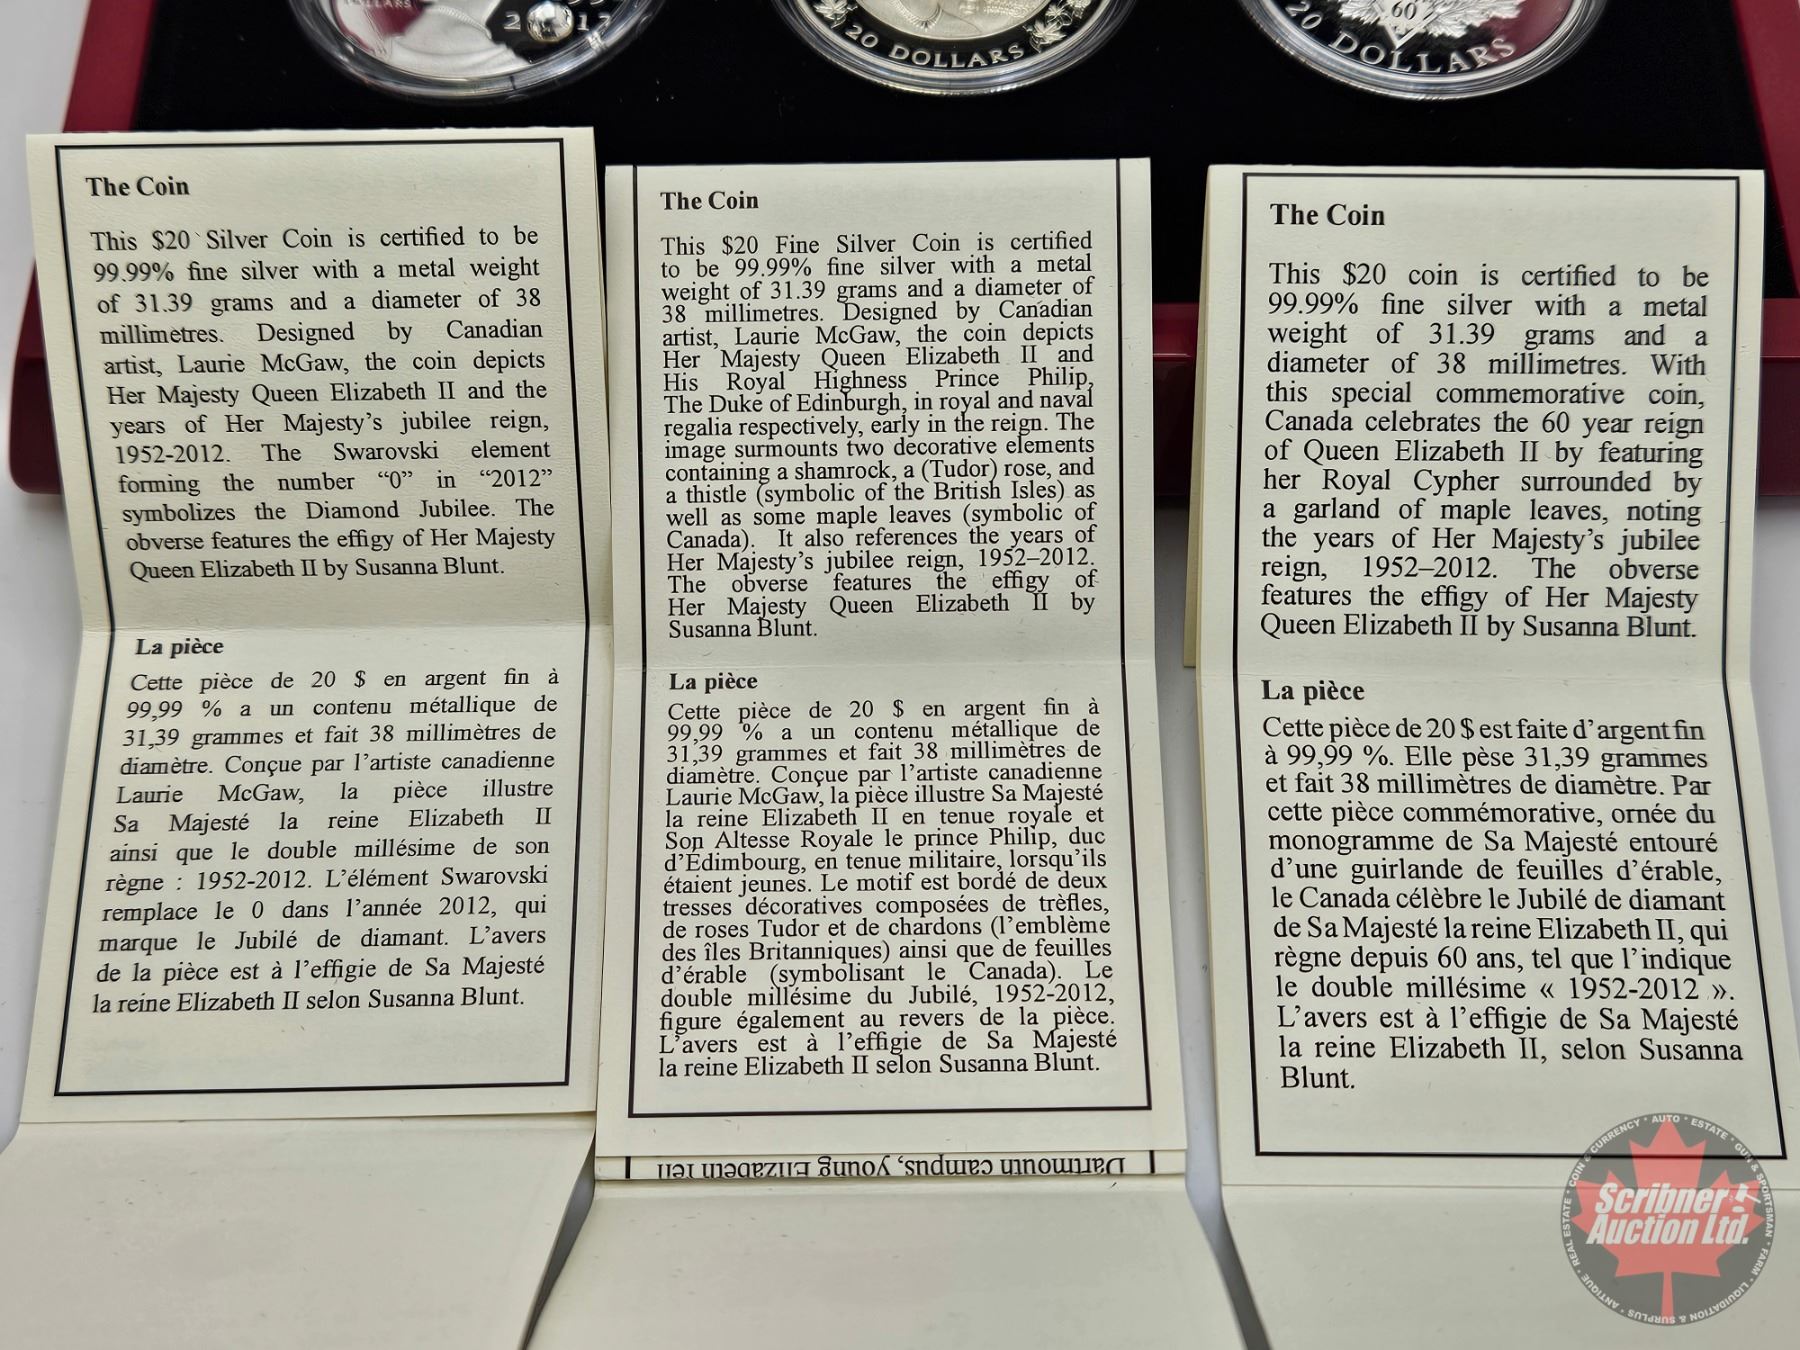 2 12
20 DOLLARS
60
20 DOLLARS
The Coin
This $20 Silver Coin is certified to be
99.99% fine silver with a metal weight
of 31.39 grams and a diameter of 38
millimetres. Designed by Canadian
artist, Laurie McGaw, the coin depicts
Her Majesty Queen Elizabeth II and the
years of Her Majesty's jubilee reign,
1952-2012. The Swarovski element
forming the number “0” in “2012”
symbolizes the Diamond Jubilee. The
obverse features the effigy of Her Majesty
Queen Elizabeth II by Susanna Blunt.
La pièce
Cette pièce de 20 $ en argent fin à
99,99 % a un contenu métallique de
31,39 grammes et fait 38 millimètres de
diamètre. Conçue par l'artiste canadienne
Laurie McGaw, la pièce illustre
Sa Majesté la reine Elizabeth II
ainsi que le double millésime de son
règne : 1952-2012. L'élément Swarovski
remplace le 0 dans l'année 2012, qui
marque le Jubilé de diamant. L'avers
de la pièce est à l'effigie de Sa Majesté
la reine Elizabeth II selon Susanna Blunt.
The Coin
This $20 Fine Silver Coin is certified
to be 99.99% fine silver with a metal
weight of 31.39 grams and a diameter of
38 millimetres. Designed by Canadian
artist, Laurie McGaw, the coin depicts
Her Majesty Queen Elizabeth II and
His Royal Highness Prince Philip,
The Duke of Edinburgh, in royal and naval
regalia respectively, early in the reign. The
image surmounts two decorative elements
containing a shamrock, a (Tudor) rose, and
a thistle (symbolic of the British Isles) as
well as some maple leaves (symbolic of
Canada). It also references the years of
Her Majesty's jubilee reign, 1952–2012.
The obverse features the effigy of
Her Majesty Queen Elizabeth II by
Susanna Blunt.
La pièce
Cette pièce de 20 $ en argent fin à
99,99 % a un contenu métallique de
31,39 grammes et fait 38 millimètres de
diamètre. Conçue par l'artiste canadienne
Laurie McGaw, la pièce illustre Sa Majesté
la reine Elizabeth II en tenue royale et
Son Altesse Royale le prince Philip, duc
d'Édimbourg, en tenue militaire, lorsqu'ils
étaient jeunes. Le motif est bordé de deux
tresses décoratives composées de trèfles,
de roses Tudor et de chardons (l'emblème
des îles Britanniques) ainsi que de feuilles
d'érable (symbolisant le Canada). Le
double millésime du Jubilé, 1952-2012,
figure également au revers de la pièce.
L'avers est à l'effigie de Sa Majesté
la reine Elizabeth II selon Susanna Blunt.
Dartmouth campus, young Elizabeth fell
The Coin
This $20 coin is certified to be
99.99% fine silver with a metal
weight of 31.39 grams and a
diameter of 38 millimetres. With
this special commemorative coin,
Canada celebrates the 60 year reign
of Queen Elizabeth II by featuring
her Royal Cypher surrounded by
a garland of maple leaves, noting
the years of Her Majesty's jubilee
reign, 1952–2012. The obverse
features the effigy of Her Majesty
Queen Elizabeth II by Susanna Blunt.
La pièce
Cette pièce de 20 $ est faite d'argent fin
à 99,99 %. Elle pèse 31,39 grammes
et fait 38 millimètres de diamètre. Par
cette pièce commémorative, ornée du
monogramme de Sa Majesté entouré
d'une guirlande de feuilles d'érable,
le Canada célèbre le Jubilé de diamant
de Sa Majesté la reine Elizabeth II, qui
règne depuis 60 ans, tel que l'indique
le double millésime « 1952-2012 ».
L'avers est à l'effigie de Sa Majesté
la reine Elizabeth II, selon Susanna
Blunt.
Scribner
Auction Ltd.
COIN & CURRENCY • AUTO • ESTATE • GUN & SPORTSMAN • FARM • LIQUIDATION & SURPLUS • ANTIQUE • REAL ESTATE